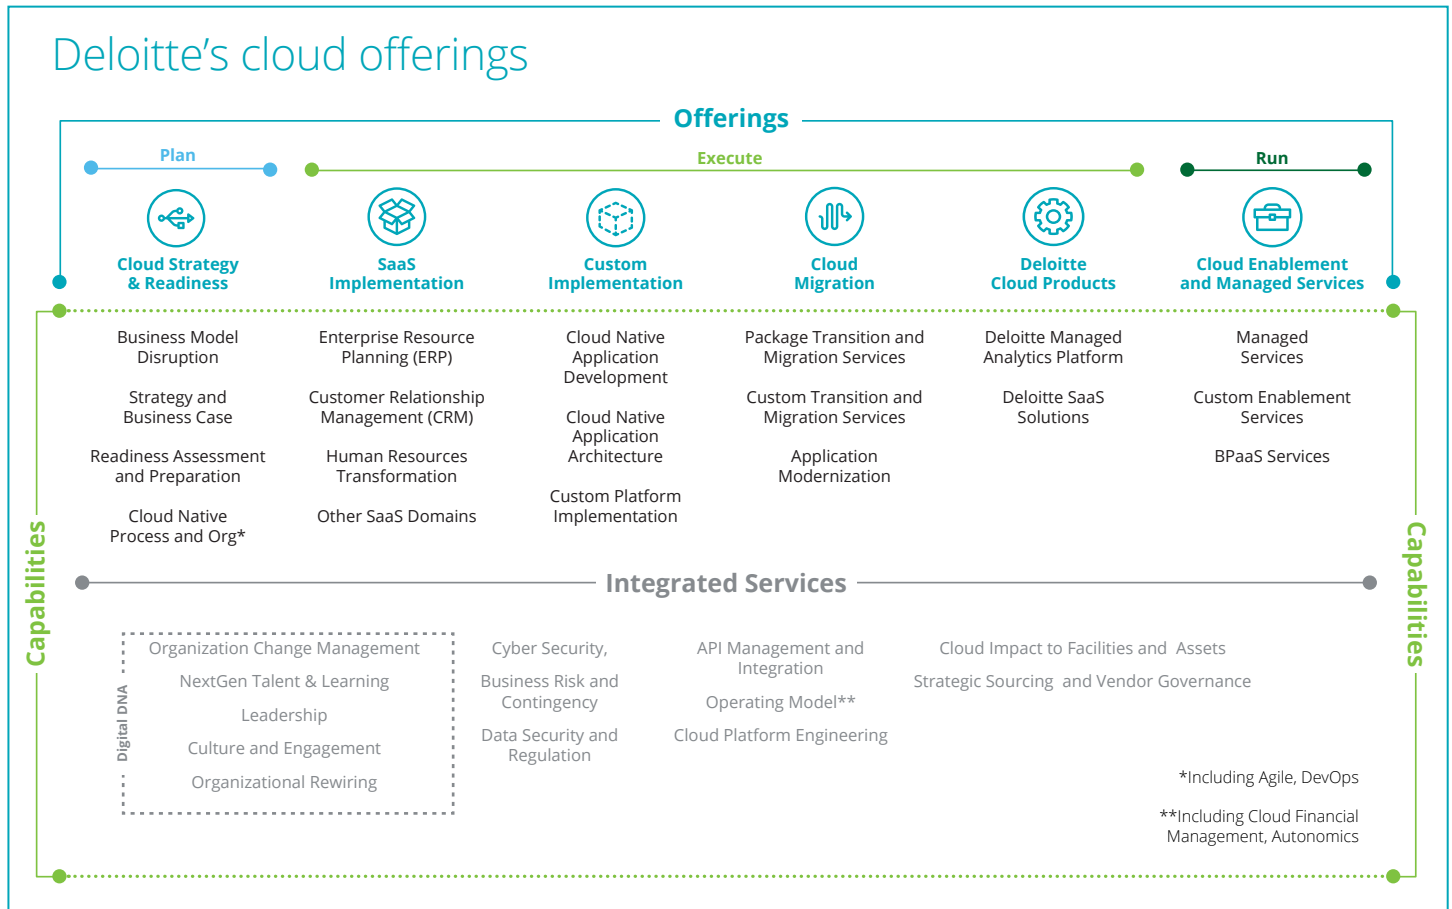 Deloitte’s cloud offerings
Offerings
Plan
Execute
Run
Cloud Strategy
& Readiness
SaaS
Implementation
Custom
Implementation
Cloud
Migration
Deloitte
Cloud Products
Cloud Enablement
and Managed Services
Capabilities
Business Model
Disruption
Strategy and
Business Case
Readiness Assessment
and Preparation
Cloud Native
Process and Org*
Enterprise Resource
Planning (ERP)
Customer Relationship
Management (CRM)
Human Resources
Transformation
Other SaaS Domains
Cloud Native
Application
Development
Cloud Native
Application
Architecture
Custom Platform
Implementation
Package Transition and
Migration Services
Custom Transition and
Migration Services
Application
Modernization
Deloitte Managed
Analytics Platform
Deloitte SaaS
Solutions
Managed
Services
Custom Enablement
Services
BPaaS Services
Capabilities
Integrated Services
Digital DNA
Organization Change Management
NextGen Talent & Learning
Leadership
Culture and Engagement
Organizational Rewiring
Cyber Security,
Business Risk and
Contingency
Data Security and
Regulation
API Management and
Integration
Operating Model**
Cloud Platform Engineering
Cloud Impact to Facilities and Assets
Strategic Sourcing and Vendor Governance
*Including Agile, DevOps
**Including Cloud Financial
Management, Autonomics